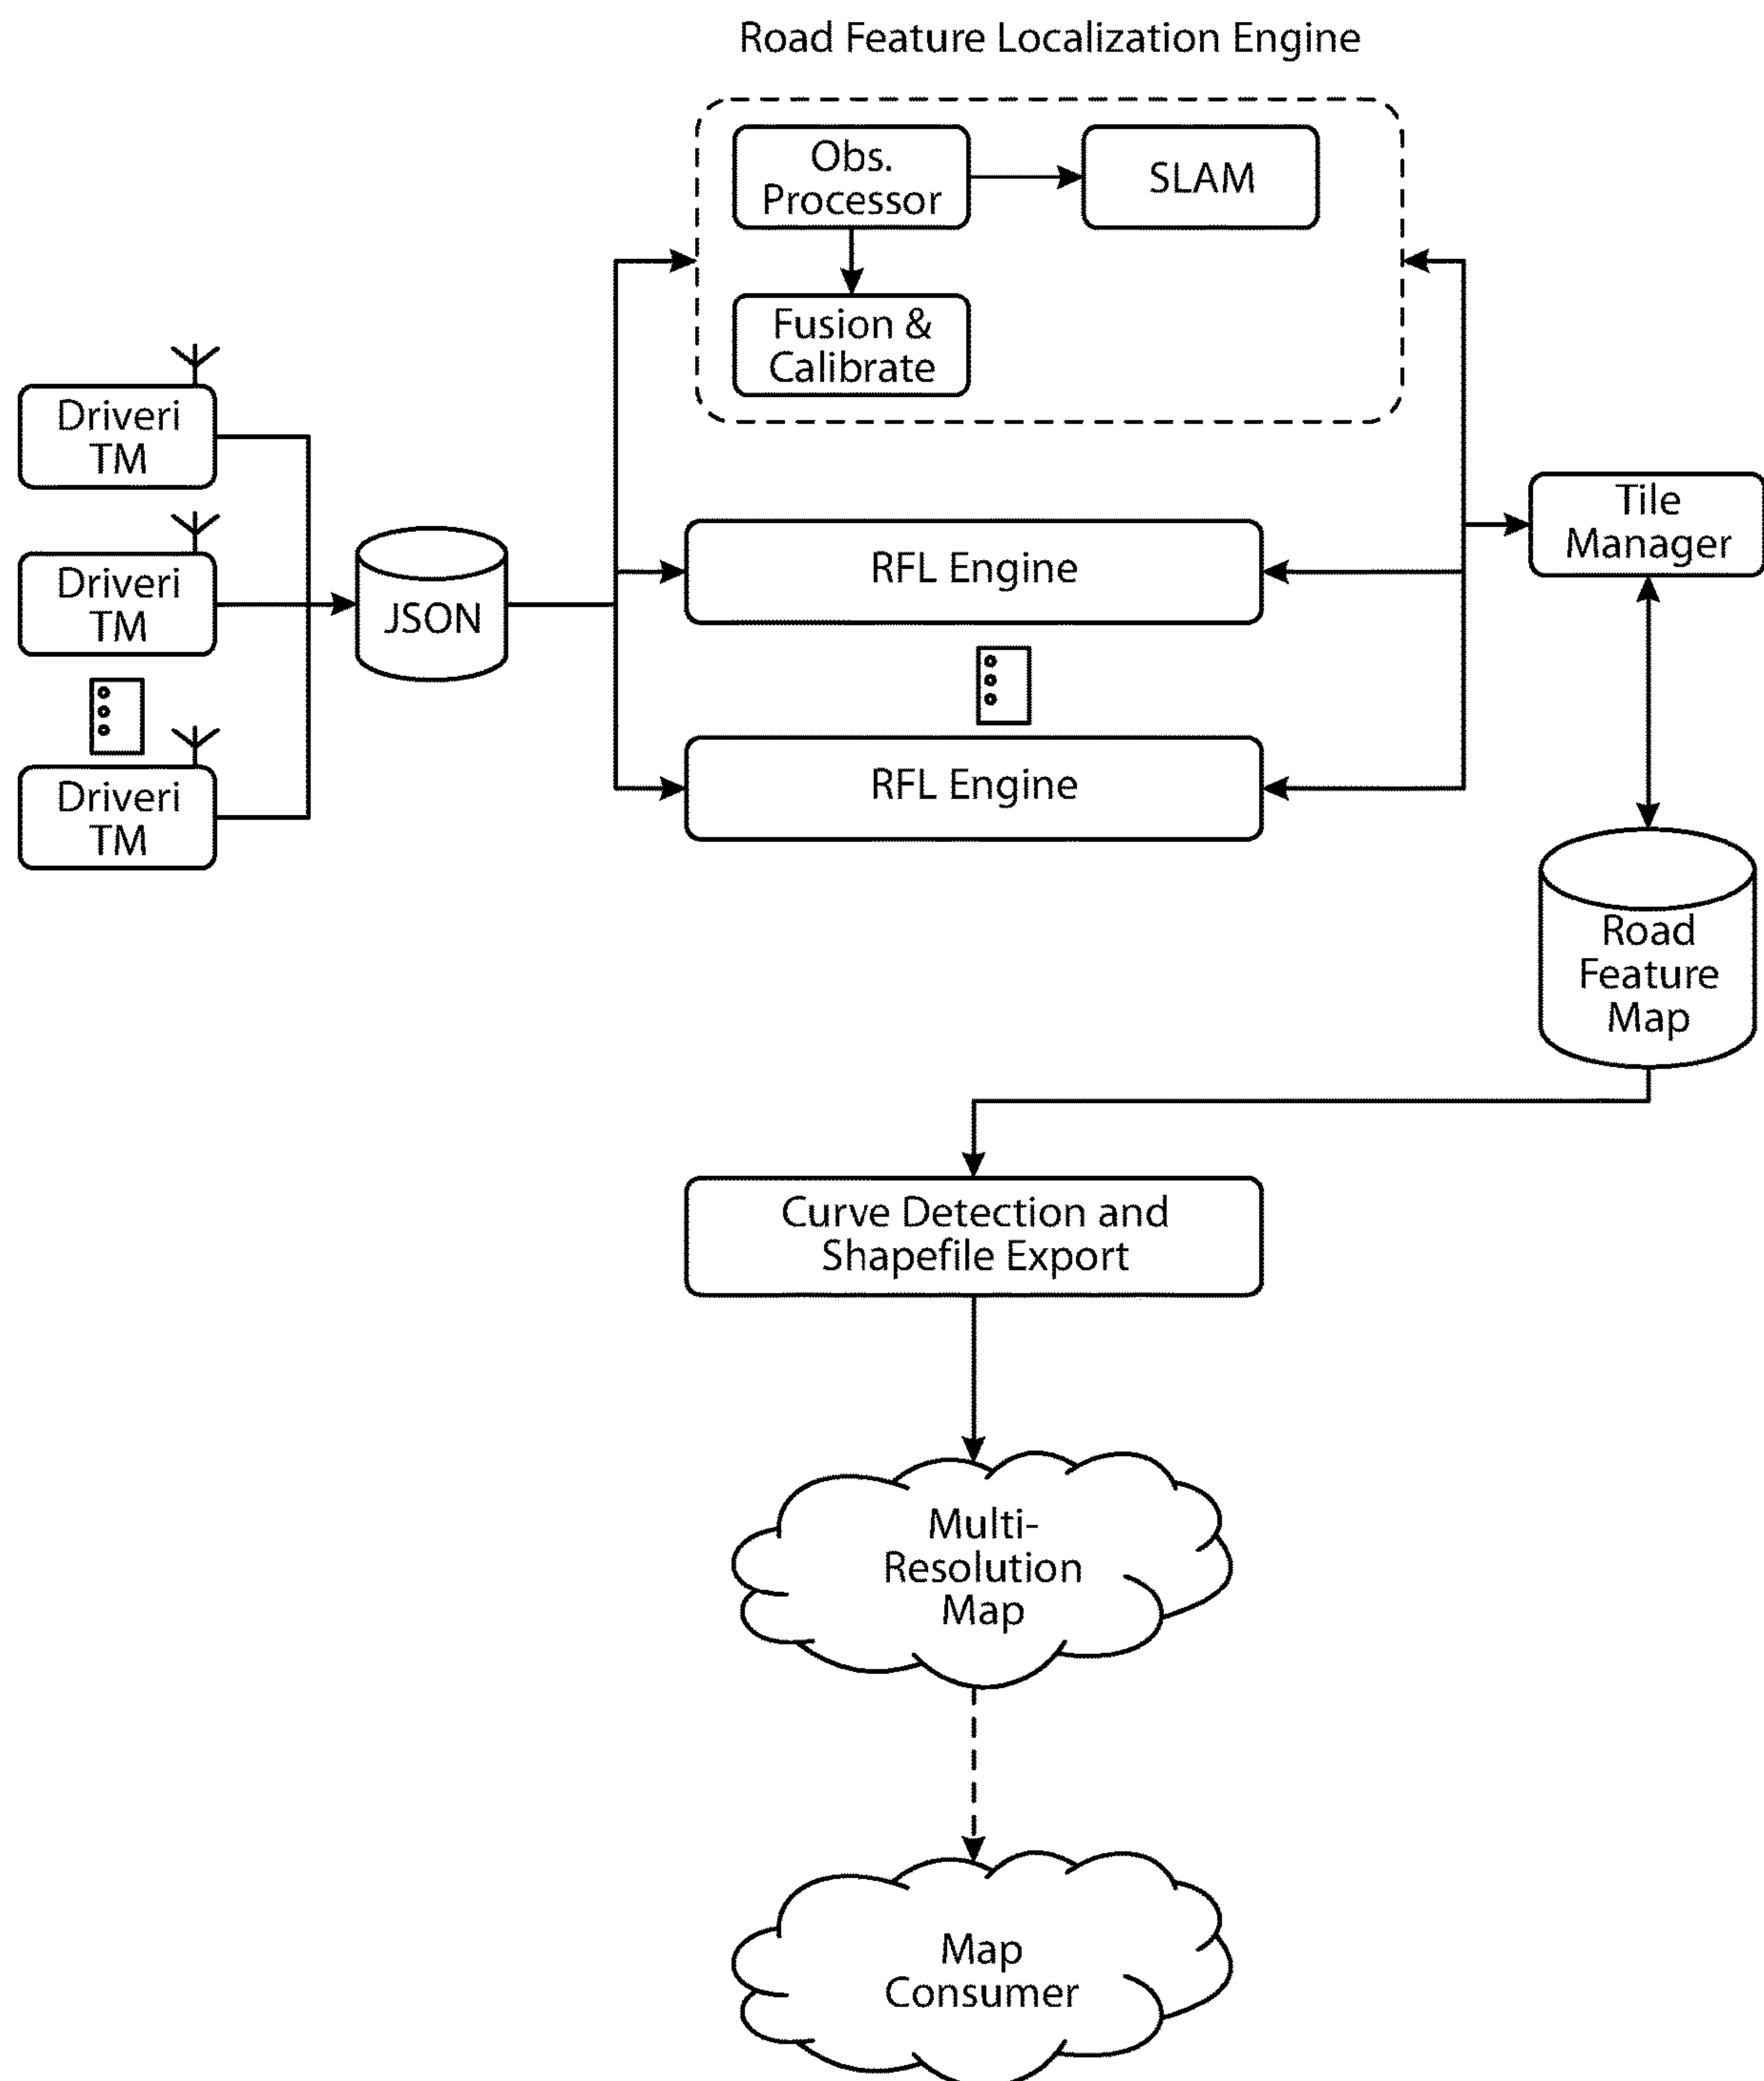 Road Feature Localization Engine
Obs.
Processor
SLAM
Fusion &
Calibrate
Driveri
TM
Driveri
TM
Driveri
TM
JSON
RFL Engine
RFL Engine
Tile
Manager
Road
Feature
Map
Curve Detection and
Shapefile Export
Multi-
Resolution
Map
Map
Consumer